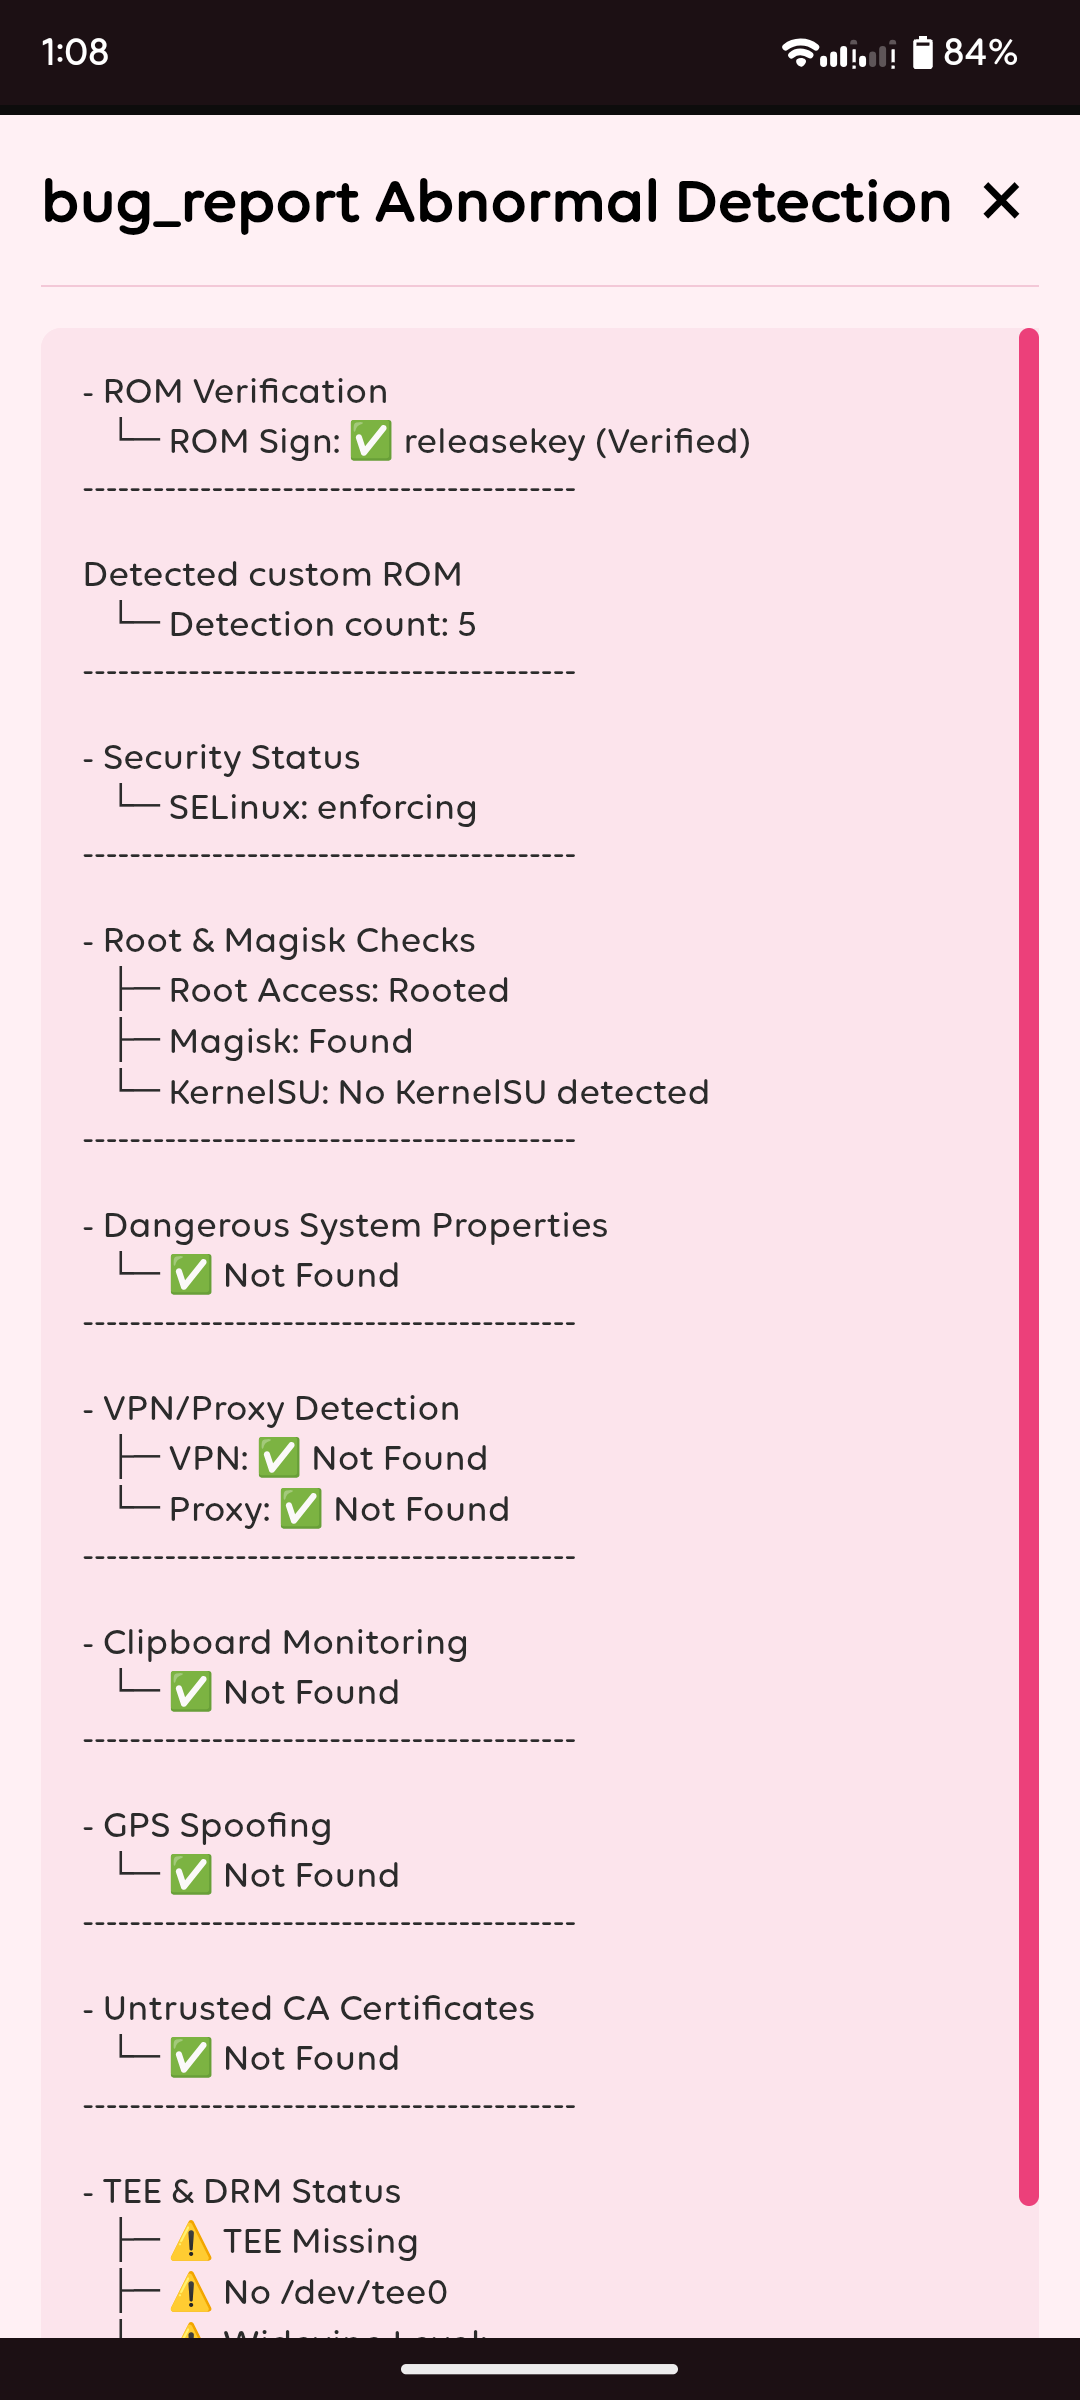 1:08
84%
bug_report Abnormal Detection ✕
- ROM Verification
└─ ROM Sign: ✅ releasekey (Verified)
------------------------------------------
Detected custom ROM
└─ Detection count: 5
------------------------------------------
- Security Status
└─ SELinux: enforcing
------------------------------------------
- Root & Magisk Checks
├─ Root Access: Rooted
├─ Magisk: Found
└─ KernelSU: No KernelSU detected
------------------------------------------
- Dangerous System Properties
└─ ✅ Not Found
------------------------------------------
- VPN/Proxy Detection
├─ VPN: ✅ Not Found
└─ Proxy: ✅ Not Found
------------------------------------------
- Clipboard Monitoring
└─ ✅ Not Found
------------------------------------------
- GPS Spoofing
└─ ✅ Not Found
------------------------------------------
- Untrusted CA Certificates
└─ ✅ Not Found
------------------------------------------
- TEE & DRM Status
├─ ⚠️ TEE Missing
├─ ⚠️ No /dev/tee0